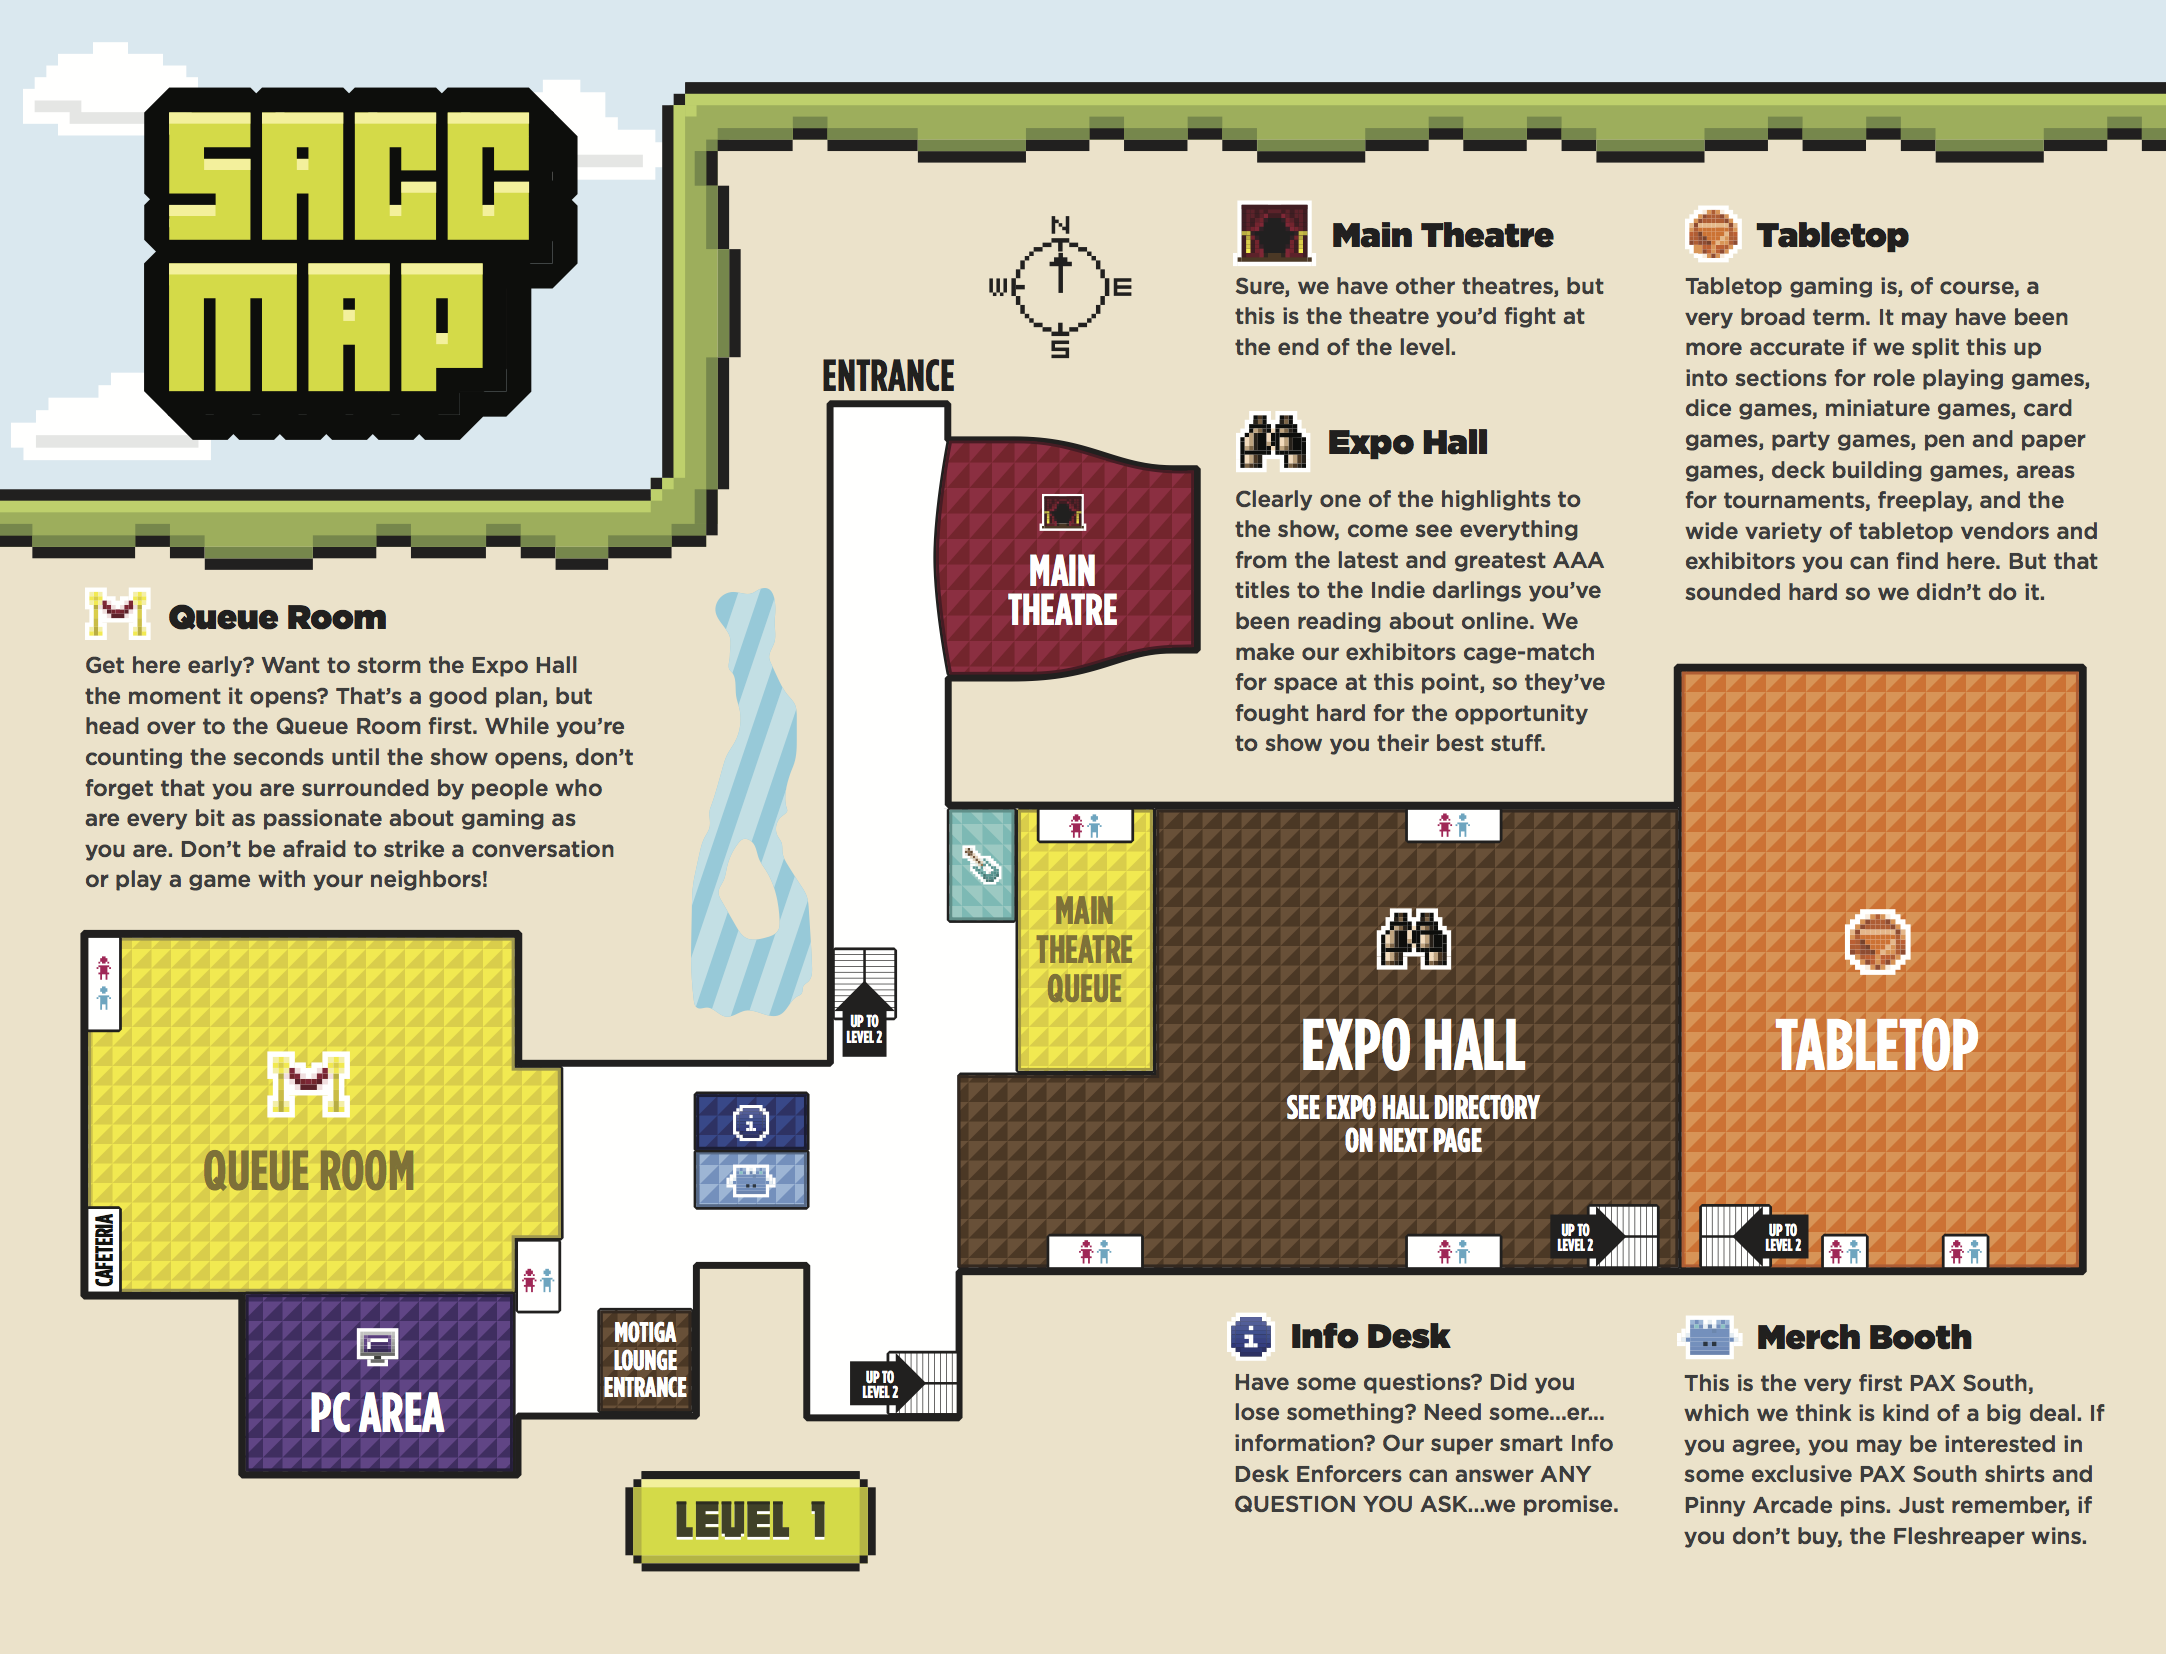 SACC
MAP
N
W
E
S
ENTRANCE
Main Theatre
Sure, we have other theatres, but
this is the theatre you’d fight at
the end of the level.
Expo Hall
Clearly one of the highlights to
the show, come see everything
from the latest and greatest AAA
titles to the Indie darlings you’ve
been reading about online. We
make our exhibitors cage-match
for space at this point, so they’ve
fought hard for the opportunity
to show you their best stuff.
Tabletop
Tabletop gaming is, of course, a
very broad term. It may have been
more accurate if we split this up
into sections for role playing games,
dice games, miniature games, card
games, party games, pen and paper
games, deck building games, areas
for tournaments, freeplay, and the
wide variety of tabletop vendors and
exhibitors you can find here. But that
sounded hard so we didn’t do it.
MAIN
THEATRE
Queue Room
Get here early? Want to storm the Expo Hall
the moment it opens? That’s a good plan, but
head over to the Queue Room first. While you’re
counting the seconds until the show opens, don’t
forget that you are surrounded by people who
are every bit as passionate about gaming as
you are. Don’t be afraid to strike a conversation
or play a game with your neighbors!
MAIN
THEATRE
QUEUE
UP TO
LEVEL 2
EXPO HALL
SEE EXPO HALL DIRECTORY
ON NEXT PAGE
TABLETOP
QUEUE ROOM
CAFETERIA
i
UP TO
LEVEL 2
UP TO
LEVEL 2
PC AREA
MOTIGA
LOUNGE
ENTRANCE
UP TO
LEVEL 2
LEVEL 1
i
Info Desk
Have some questions? Did you
lose something? Need some...er...
information? Our super smart Info
Desk Enforcers can answer ANY
QUESTION YOU ASK...we promise.
Merch Booth
This is the very first PAX South,
which we think is kind of a big deal. If
you agree, you may be interested in
some exclusive PAX South shirts and
Pinny Arcade pins. Just remember, if
you don’t buy, the Fleshreaper wins.